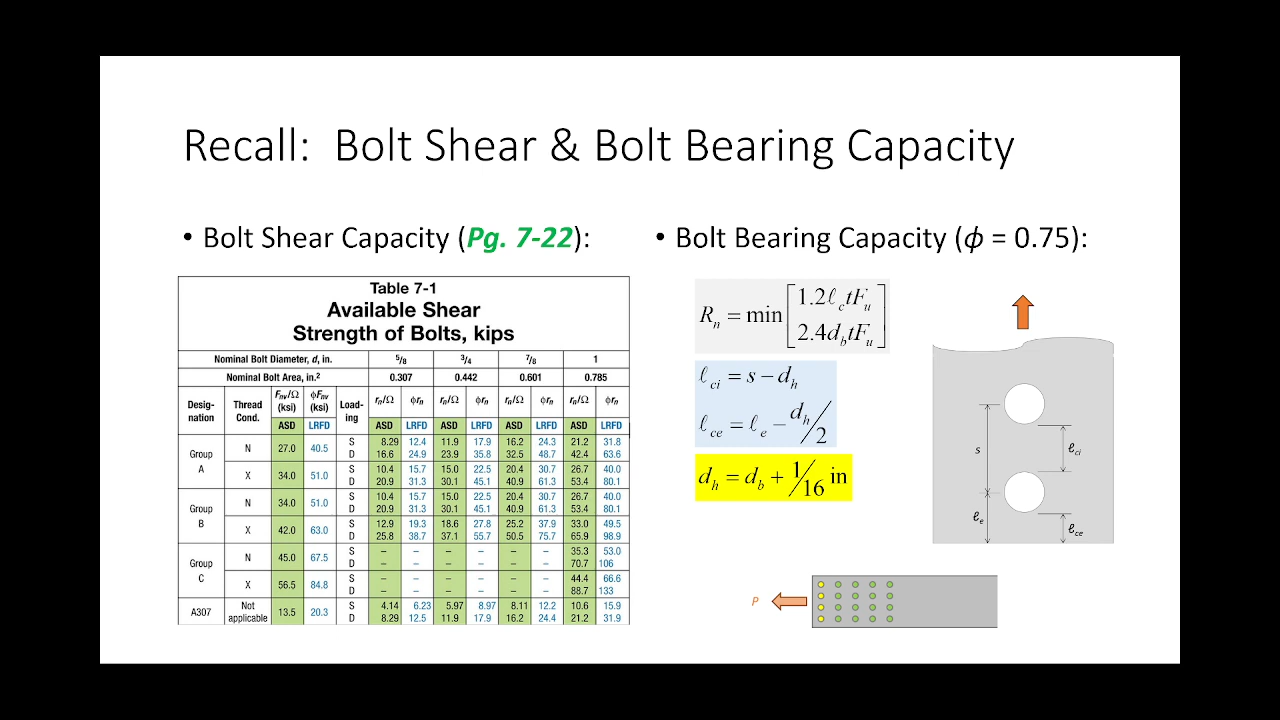 Recall: Bolt Shear & Bolt Bearing Capacity
• Bolt Shear Capacity (Pg. 7-22):
Table 7-1
Available Shear
Strength of Bolts, kips
Nominal Bolt Diameter, d, in. 5/8 3/4 7/8 1
Nominal Bolt Area, in.² 0.307 0.442 0.601 0.785
Desig-nation Thread Cond. Fnv/Ω (ksi) ϕFnv (ksi) Load-ing rn/Ω ϕrn rn/Ω ϕrn rn/Ω ϕrn rn/Ω ϕrn
ASD LRFD ASD LRFD ASD LRFD ASD LRFD ASD LRFD
Group A N 27.0 40.5 S 8.29 12.4 11.9 17.9 16.2 24.3 21.2 31.8
D 16.6 24.9 23.9 35.8 32.5 48.7 42.4 63.6
X 34.0 51.0 S 10.4 15.7 15.0 22.5 20.4 30.7 26.7 40.0
D 20.9 31.3 30.1 45.1 40.9 61.3 53.4 80.1
Group B N 34.0 51.0 S 10.4 15.7 15.0 22.5 20.4 30.7 26.7 40.0
D 20.9 31.3 30.1 45.1 40.9 61.3 53.4 80.1
X 42.0 63.0 S 12.9 19.3 18.6 27.8 25.2 37.9 33.0 49.5
D 25.8 38.7 37.1 55.7 50.5 75.7 65.9 98.9
Group C N 45.0 67.5 S – – – – – – 35.3 53.0
D – – – – – – 70.7 106
X 56.5 84.8 S – – – – – – 44.4 66.6
D – – – – – – 88.7 133
A307 Not applicable 13.5 20.3 S 4.14 6.23 5.97 8.97 8.11 12.2 10.6 15.9
D 8.29 12.5 11.9 17.9 16.2 24.4 21.2 31.9
• Bolt Bearing Capacity (ϕ = 0.75):
Rn = min[1.2ℓctFu
2.4dbtFu]
ℓci = s − dh
ℓce = ℓe − dh/2
dh = db + 1/16 in
s
ℓci
ℓe
ℓce
P